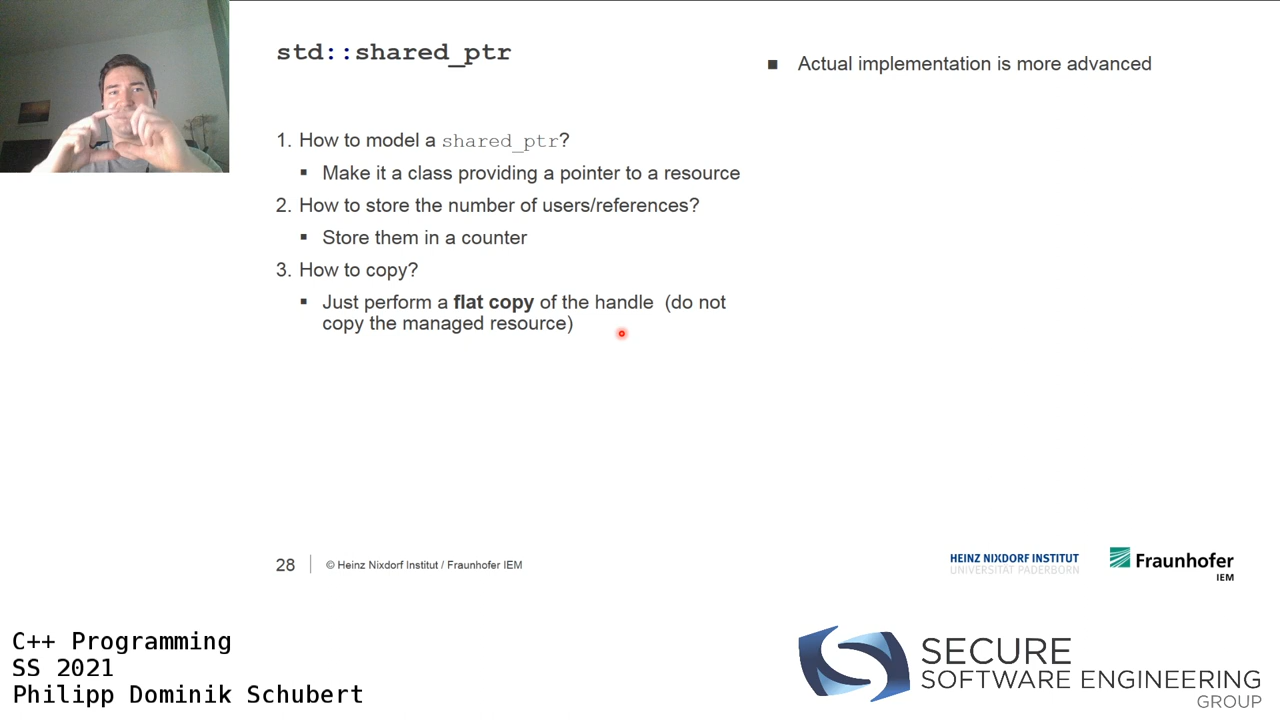 std::shared_ptr
1. How to model a shared_ptr?
▪ Make it a class providing a pointer to a resource
2. How to store the number of users/references?
▪ Store them in a counter
3. How to copy?
▪ Just perform a flat copy of the handle (do not
copy the managed resource)
▪ Actual implementation is more advanced
28 | © Heinz Nixdorf Institut / Fraunhofer IEM
HEINZ NIXDORF INSTITUT
UNIVERSITÄT PADERBORN
Fraunhofer
IEM
C++ Programming
SS 2021
Philipp Dominik Schubert
SECURE
SOFTWARE ENGINEERING
GROUP